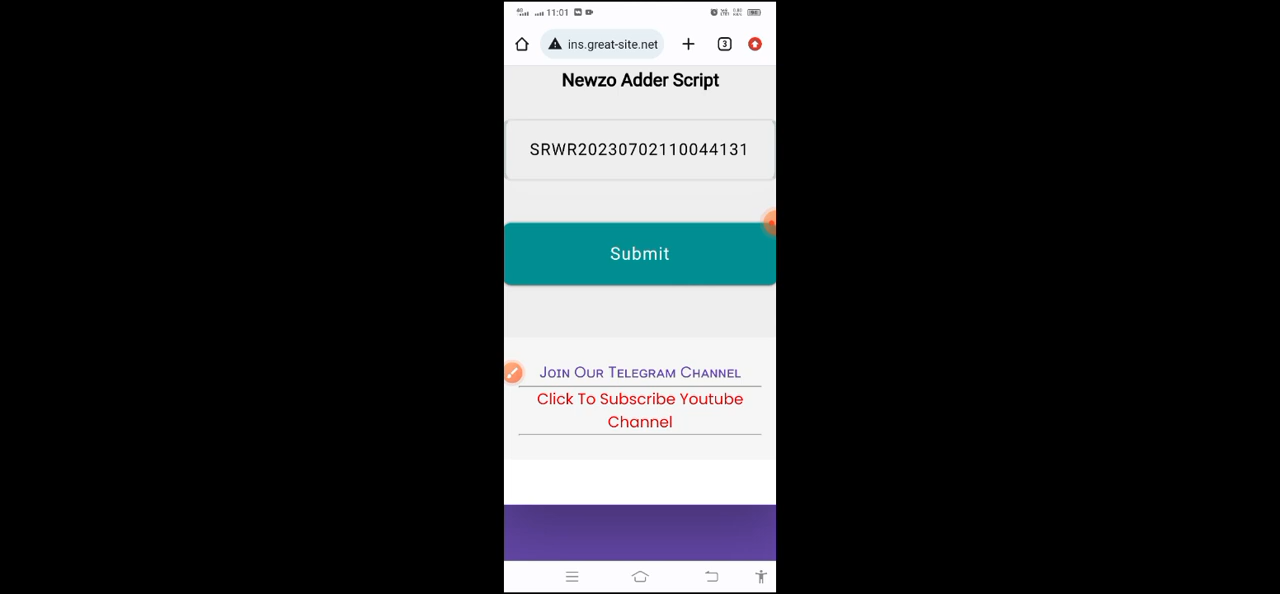 11:01
ins.great-site.net
3
Newzo Adder Script
SRWR20230702110044131
Submit
Join Our Telegram Channel
Click To Subscribe Youtube
Channel